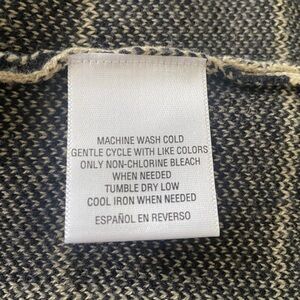 MACHINE WASH COLD
GENTLE CYCLE WITH LIKE COLORS
ONLY NON-CHLORINE BLEACH
WHEN NEEDED
TUMBLE DRY LOW
COOL IRON WHEN NEEDED
ESPAÑOL EN REVERSO